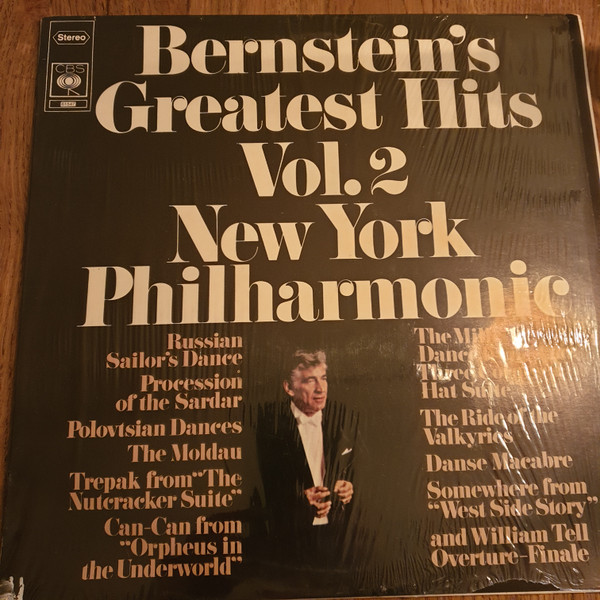 Stereo
CBS
Bernstein's
Greatest Hits
Vol. 2
New York
Philharmonic
Russian
Sailor's Dance
Procession
of the Sardar
Polovtsian Dances
The Moldau
Trepak from "The
Nutcracker Suite"
Can-Can from
"Orpheus in
the Underworld"
The
Dance
Hat Suite
The Ride of the
Valkyries
Danse Macabre
Somewhere from
"West Side Story"
and William Tell
Overture-Finale